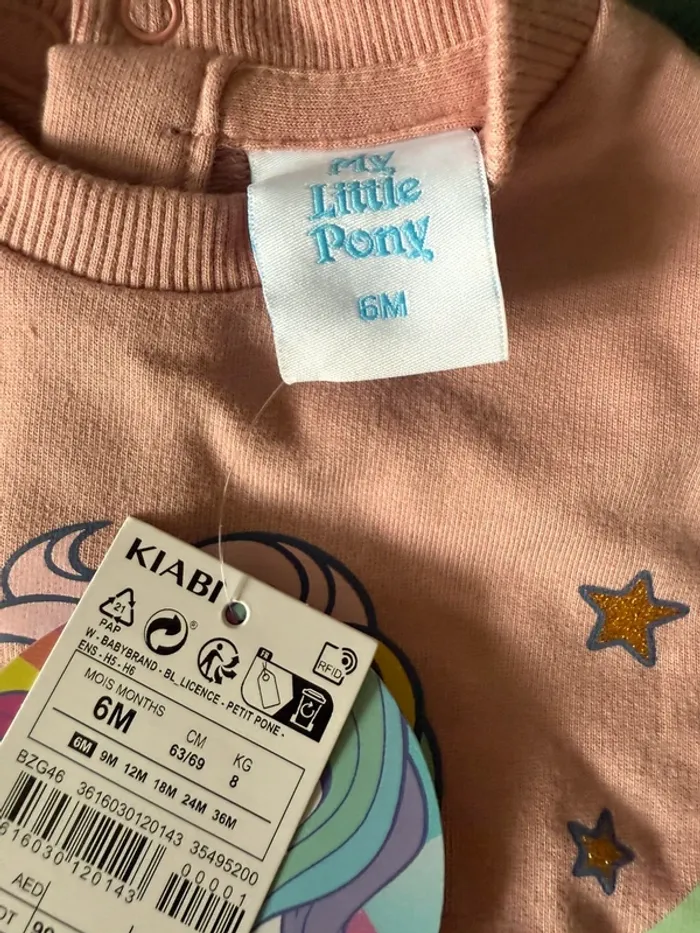 My
Little
Pony
6M
KIABI
21
PAP
®
FR
RFID
W - BABYBRAND - BL_LICENCE - PETIT PONE -
ENS - H5 - H6
MOIS MONTHS
CM
KG
6M
63/69
8
6M 9M 12M 18M 24M 36M
BZG46 3616030120143 35495200
00001
616030 120143
AED